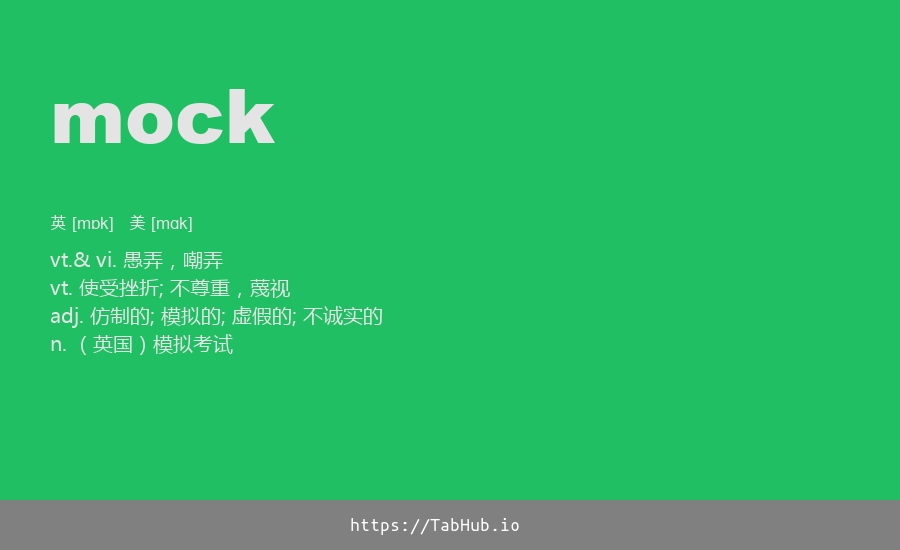 mock
英 [mɒk]   美 [mɑk]
vt.& vi. 愚弄，嘲弄
vt. 使受挫折; 不尊重，蔑视
adj. 仿制的; 模拟的; 虚假的; 不诚实的
n. （英国）模拟考试
https://TabHub.io